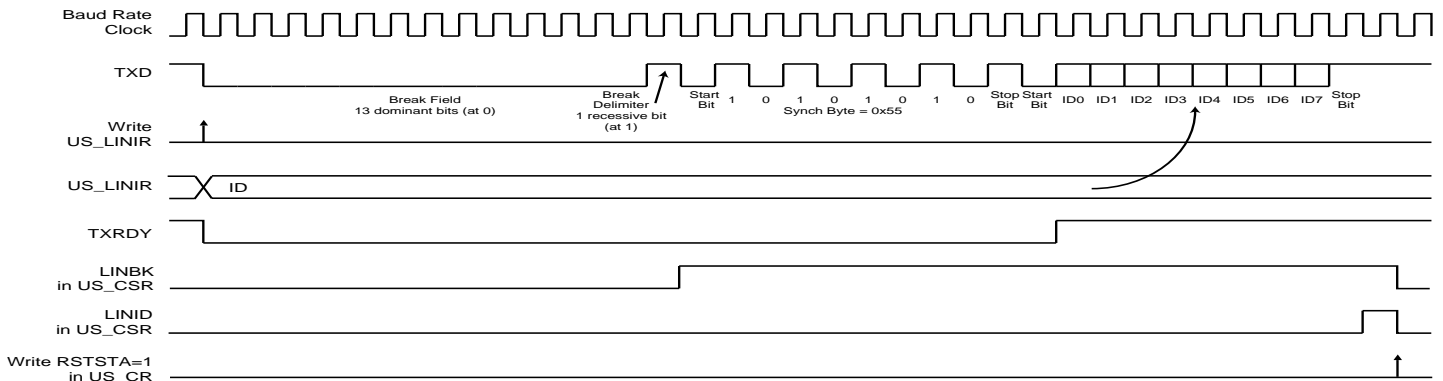 Baud Rate
Clock
TXD
Break Field
13 dominant bits (at 0)
Break
Delimiter
1 recessive bit
(at 1)
Start
Bit
1 0 1 0 1 0 1 0
Synch Byte = 0x55
Stop
Bit
Start
Bit
ID0 ID1 ID2 ID3 ID4 ID5 ID6 ID7
Stop
Bit
Write
US_LINIR
US_LINIR
ID
TXRDY
LINBK
in US_CSR
LINID
in US_CSR
Write RSTSTA=1
in US_CR